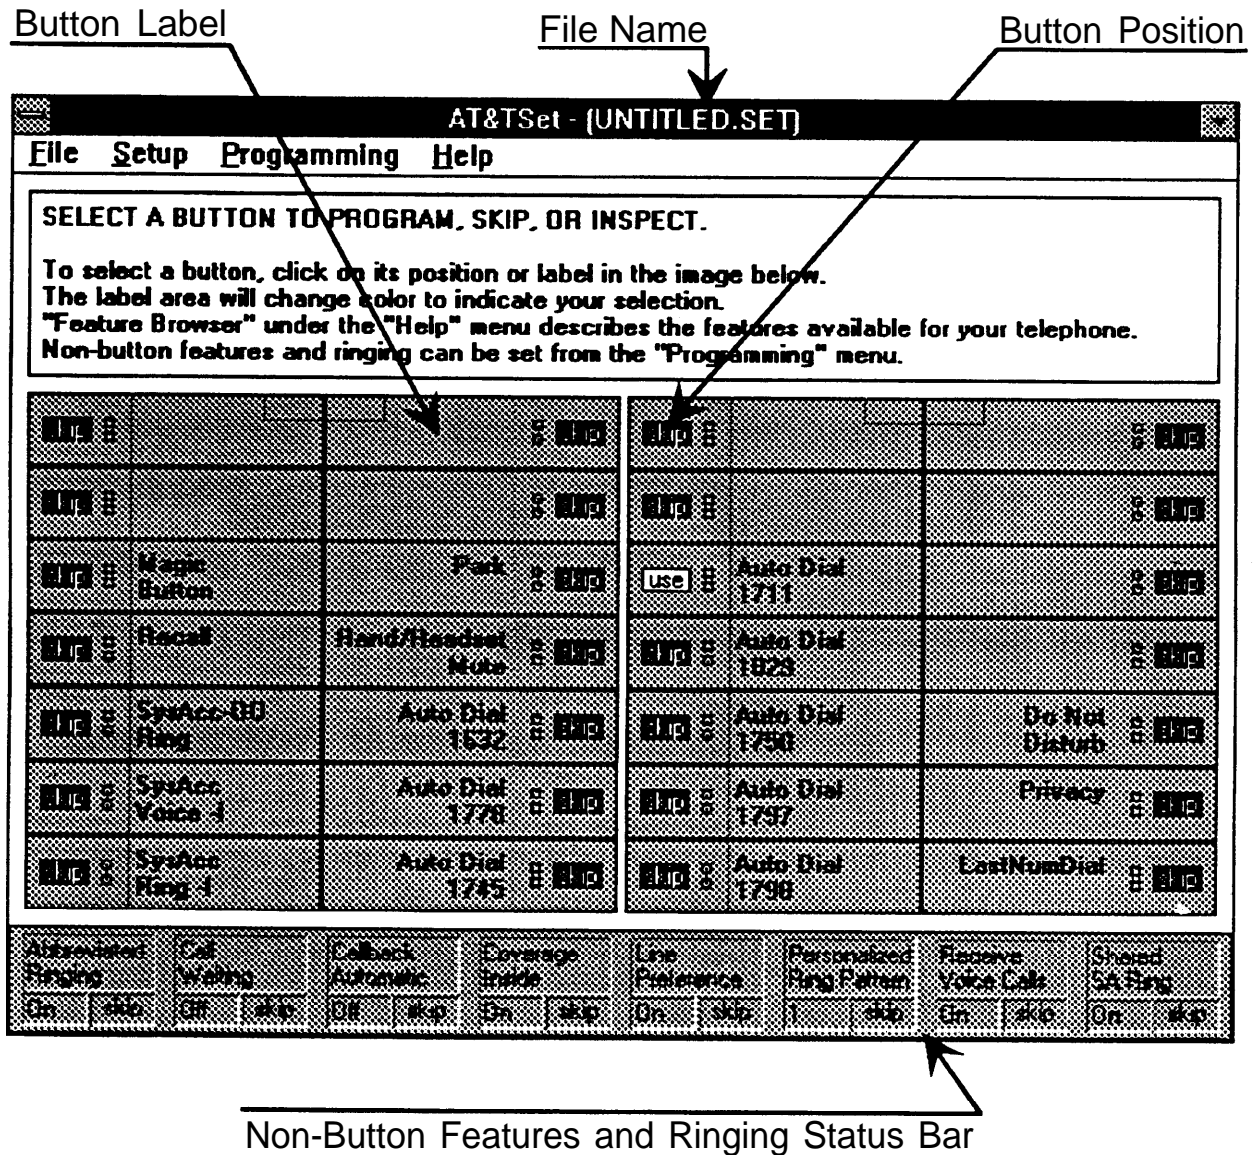 Button Label
File Name
Button Position
AT&TSet - (UNTITLED.SET)
File Setup Programming Help
SELECT A BUTTON TO PROGRAM, SKIP, OR INSPECT.
To select a button, click on its position or label in the image below.
The label area will change color to indicate your selection.
"Feature Browser" under the "Help" menu describes the features available for your telephone.
Non-button features and ringing can be set from the "Programming" menu.
skip skip skip skip
skip skip skip skip
skip Magic Park skip use Auto Dial skip
Button 1711
skip Recall Hand/Headset skip skip Auto Dial skip
Mute
skip Ring Auto Dial skip skip Auto Dial Do Not skip
1632 Disturb
skip SysAcc Auto Dial skip skip Auto Dial Privacy skip
Voice -I 1797
skip SysAcc Auto Dial skip skip Auto Dial LastNumDial skip
Ring -I 1745
Abbreviated Call Callback Coverage Line Personalized Receive Shared
Ringing Waiting Automatic Inside Preference Ring Pattern Voice Calls SA Ring
On skip Off skip Off skip On skip On skip 1 skip On skip On skip
Non-Button Features and Ringing Status Bar